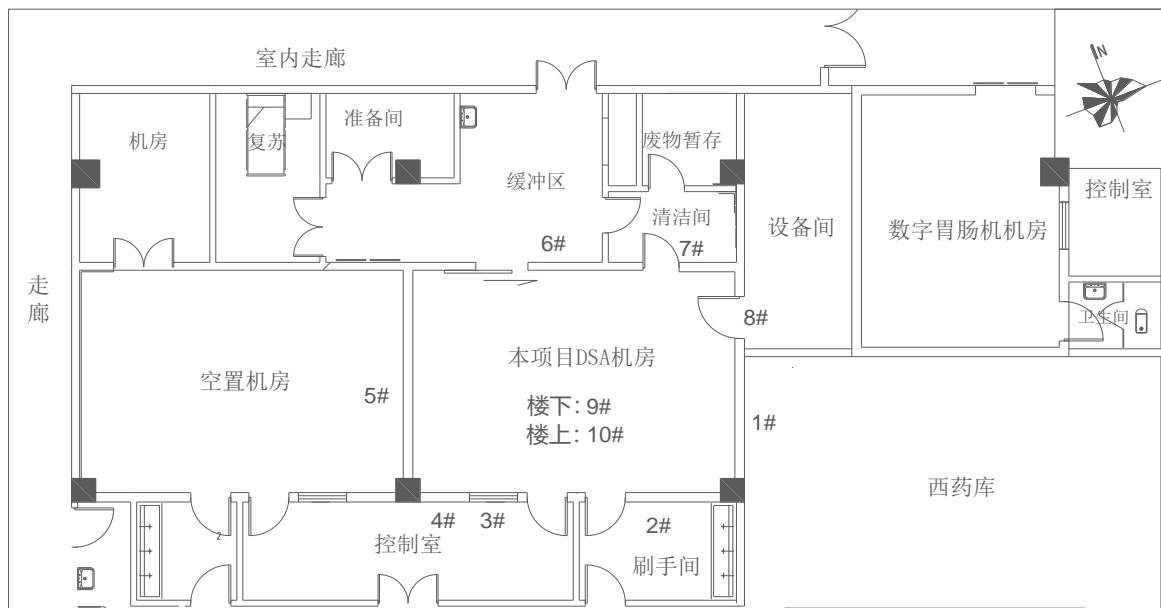 室内走廊
N
机房
复苏
准备间
缓冲区
6#
废物暂存
清洁间
7#
设备间
数字胃肠机机房
控制室
卫生间
走廊
空置机房
5#
本项目DSA机房
楼下：9#
楼上：10#
8#
1#
西药库
2
4#
3#
控制室
2#
刷手间